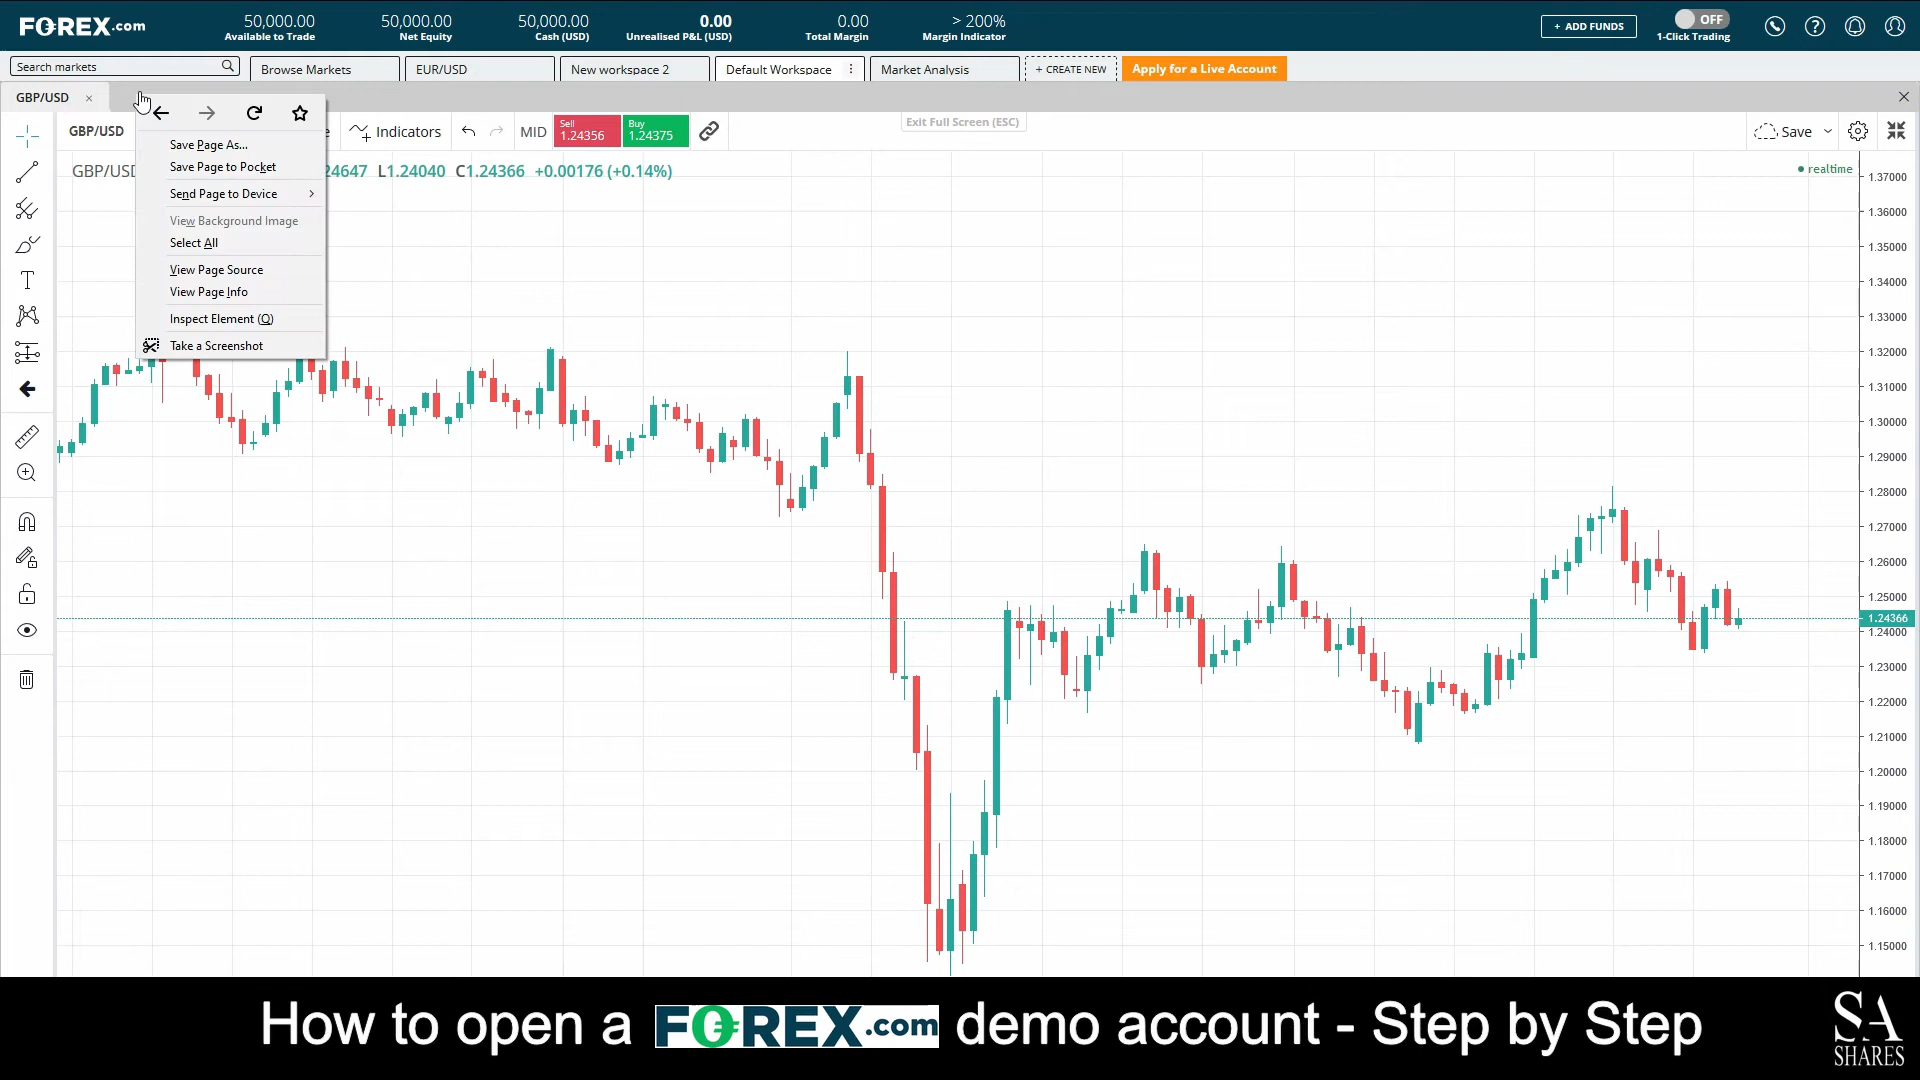 FOREX.com
50,000.00 50,000.00 50,000.00 0.00 0.00 > 200%
Available to Trade Net Equity Cash (USD) Unrealised P&L (USD) Total Margin Margin Indicator
+ ADD FUNDS
OFF
1-Click Trading
Search markets
Browse Markets
EUR/USD
New workspace 2
Default Workspace
Market Analysis
+ CREATE NEW
Apply for a Live Account
GBP/USD
Exit Full Screen (ESC)
GBP/USD
Indicators
MID
Sell
1.24356
Buy
1.24375
Save
GBP/USD
24647 L1.24040 C1.24366 +0.00176 (+0.14%)
realtime
Save Page As...
Save Page to Pocket
Send Page to Device
View Background Image
Select All
View Page Source
View Page Info
Inspect Element (Q)
Take a Screenshot
1.37000
1.36000
1.35000
1.34000
1.33000
1.32000
1.31000
1.30000
1.29000
1.28000
1.27000
1.26000
1.25000
1.24366
1.24000
1.23000
1.22000
1.21000
1.20000
1.19000
1.18000
1.17000
1.16000
1.15000
How to open a FOREX.com demo account - Step by Step
SA
SHARES